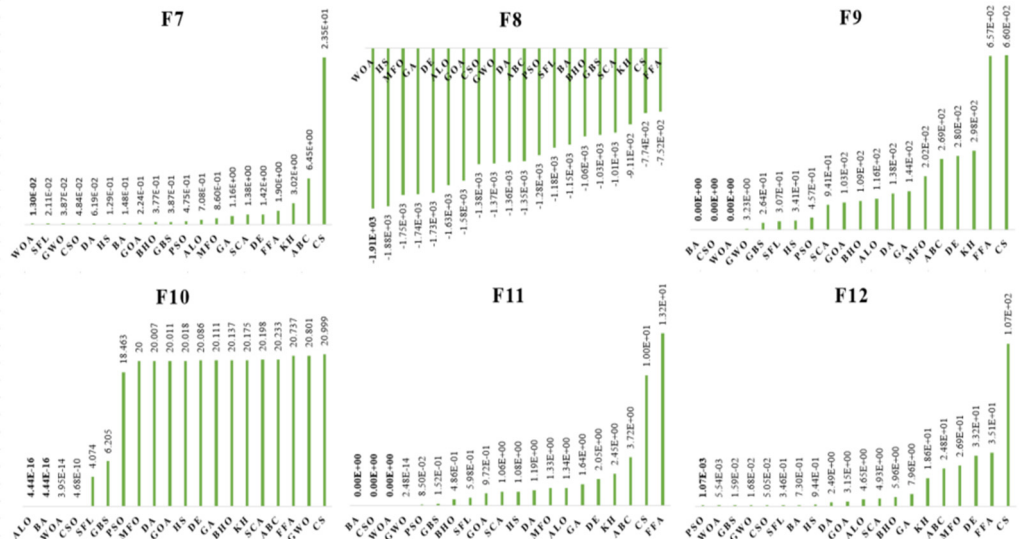 F7
1.30E-02
2.11E-02
3.87E-02
4.84E-02
6.19E-02
1.29E-01
1.48E-01
2.24E-01
3.77E-01
3.87E-01
4.75E-01
7.08E-01
8.60E-01
1.16E+00
1.38E+00
1.42E+00
1.90E+00
3.02E+00
6.45E+00
2.35E+01
WOA
SFL
GWO
CSO
DA
HS
BA
GOA
BHO
GBS
PSO
ALO
MFO
GA
SCA
DE
FFA
KH
ABC
CS
F8
WOA
HS
MFO
GA
DE
ALO
GOA
CSO
GWO
DA
ABC
PSO
SFL
BA
BHO
GBS
SCA
KH
CS
FFA
-1.91E+03
-1.88E+03
-1.75E+03
-1.74E+03
-1.73E+03
-1.63E+03
-1.58E+03
-1.38E+03
-1.37E+03
-1.36E+03
-1.35E+03
-1.28E+03
-1.18E+03
-1.15E+03
-1.06E+03
-1.03E+03
-1.01E+03
-9.11E+02
-7.74E+02
-7.52E+02
F9
0.00E+00
0.00E+00
0.00E+00
3.23E+00
2.64E+01
3.07E+01
3.41E+01
4.57E+01
9.41E+01
1.03E+02
1.09E+02
1.16E+02
1.38E+02
1.44E+02
2.02E+02
2.69E+02
2.80E+02
2.98E+02
6.57E+02
6.60E+02
BA
CSO
WOA
GWO
GBS
SFL
HS
PSO
SCA
GOA
BHO
ALO
DA
GA
MFO
ABC
DE
KH
FFA
CS
F10
4.44E-16
4.44E-16
3.95E-14
4.68E-10
4.074
6.205
18.463
20
20.007
20.011
20.018
20.086
20.111
20.137
20.175
20.198
20.233
20.737
20.801
20.999
ALO
BA
WOA
CSO
SFL
GBS
PSO
MFO
DA
GOA
HS
DE
GA
BHO
KH
SCA
ABC
FFA
GWO
CS
F11
0.00E+00
0.00E+00
0.00E+00
2.48E-14
8.50E-02
1.52E-01
4.86E-01
5.98E-01
9.72E-01
1.06E+00
1.08E+00
1.19E+00
1.33E+00
1.34E+00
1.64E+00
2.05E+00
2.45E+00
3.72E+00
1.00E+01
1.32E+01
BA
CSO
WOA
GWO
PSO
GBS
BHO
SFL
GOA
SCA
HS
DA
MFO
ALO
GA
DE
KH
ABC
CS
FFA
F12
1.07E-03
5.54E-03
1.59E-02
1.68E-02
5.05E-02
3.46E-01
7.30E-01
9.44E-01
2.49E+00
3.15E+00
4.65E+00
4.93E+00
5.96E+00
7.96E+00
1.86E+01
2.48E+01
2.69E+01
3.32E+01
3.51E+01
1.07E+02
PSO
WOA
GBS
GWO
CSO
SFL
BA
HS
DA
GOA
ALO
SCA
BHO
GA
KH
ABC
MFO
DE
FFA
CS